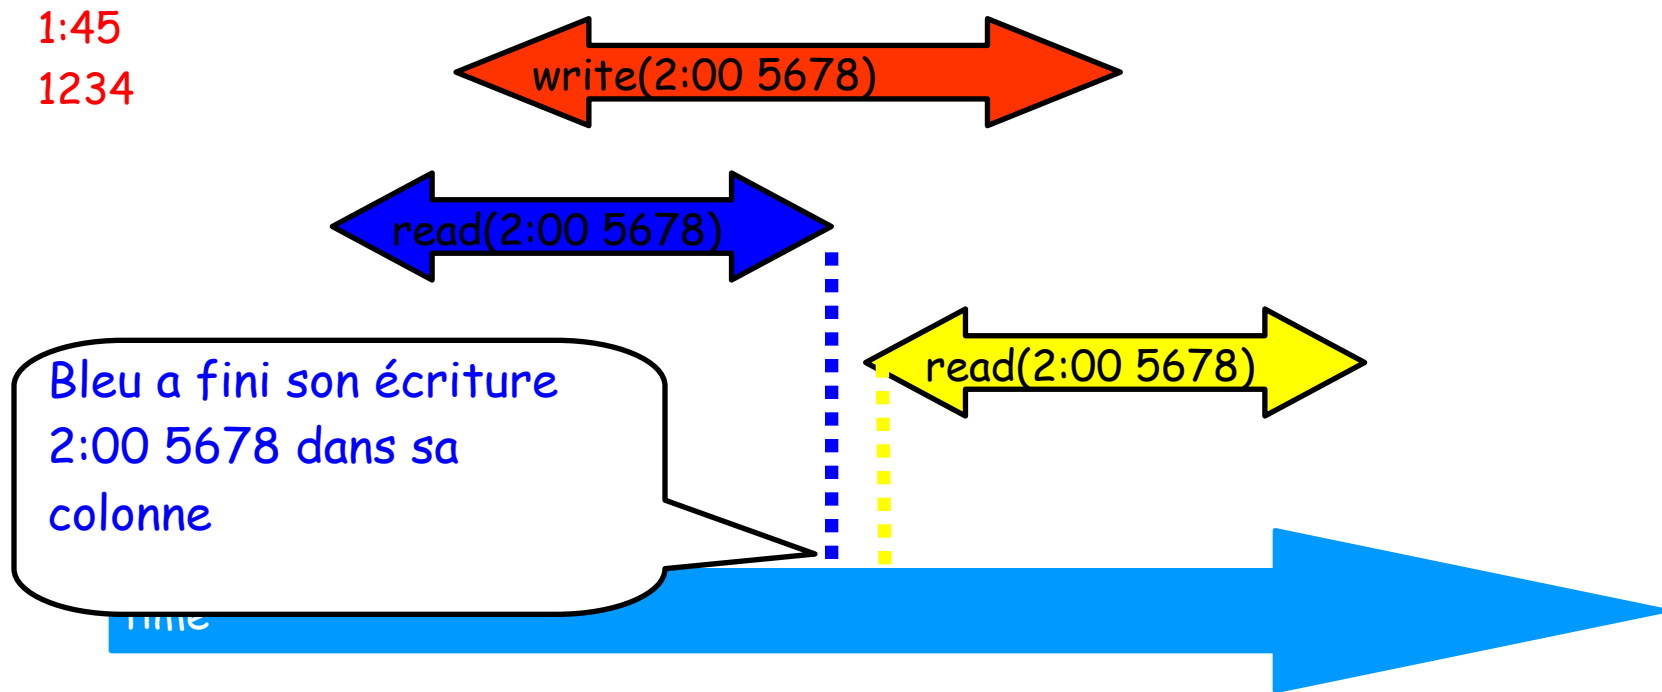 1:45
1234
write(2:00 5678)
read(2:00 5678)
read(2:00 5678)
Bleu a fini son écriture
2:00 5678 dans sa
colonne
Time